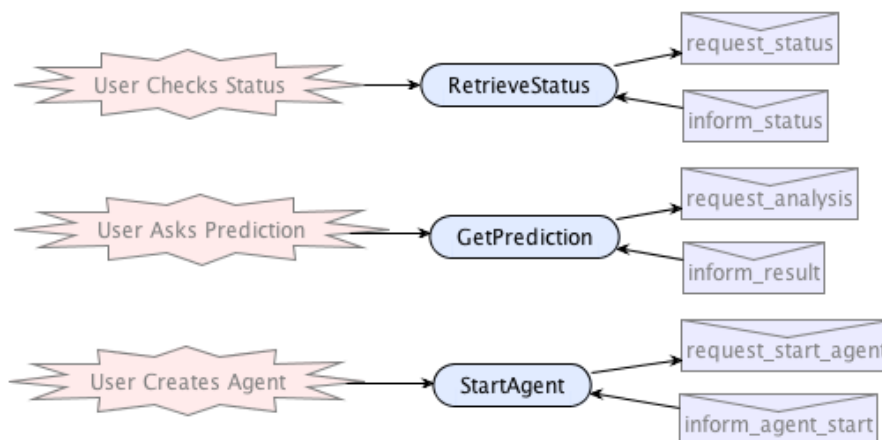 User Checks Status
RetrieveStatus
request_status
inform_status
User Asks Prediction
GetPrediction
request_analysis
inform_result
User Creates Agent
StartAgent
request_start_agent
inform_agent_start